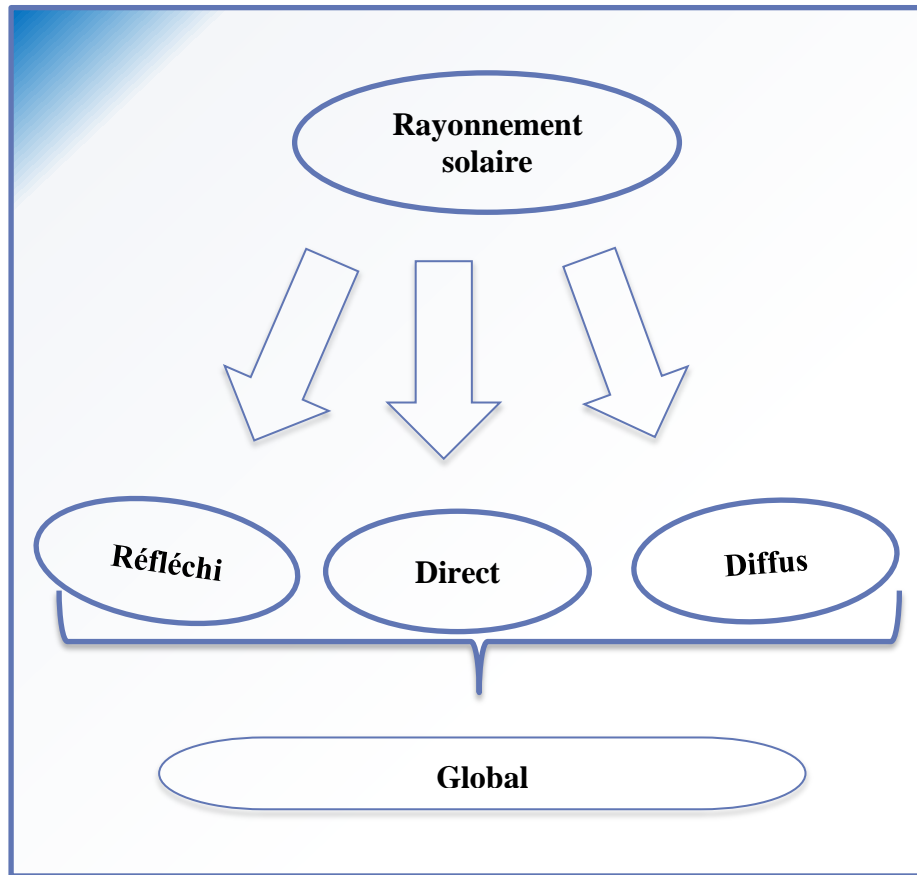 Rayonnement
solaire
Réfléchi
Direct
Diffus
Global